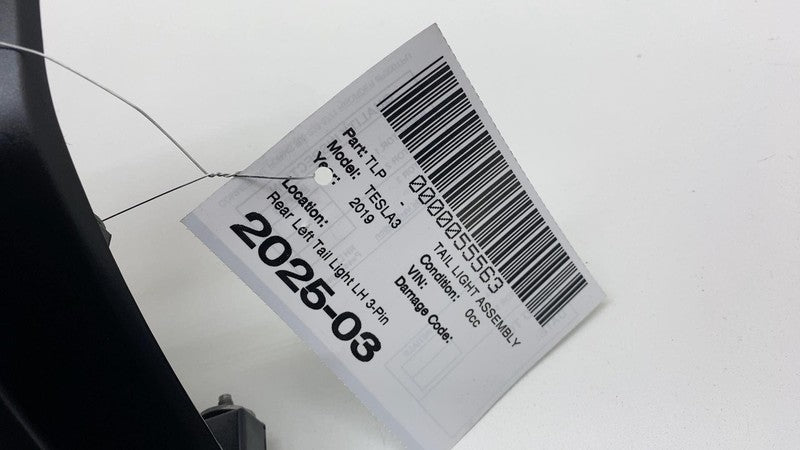 0000055563
Part: TLP - TAIL LIGHT ASSEMBLY
Model: TESLA3 Condition: 0cc
Year: 2019 VIN:
Location: Damage Code:
Rear Left Tail Light LH 3-Pin
2025-03